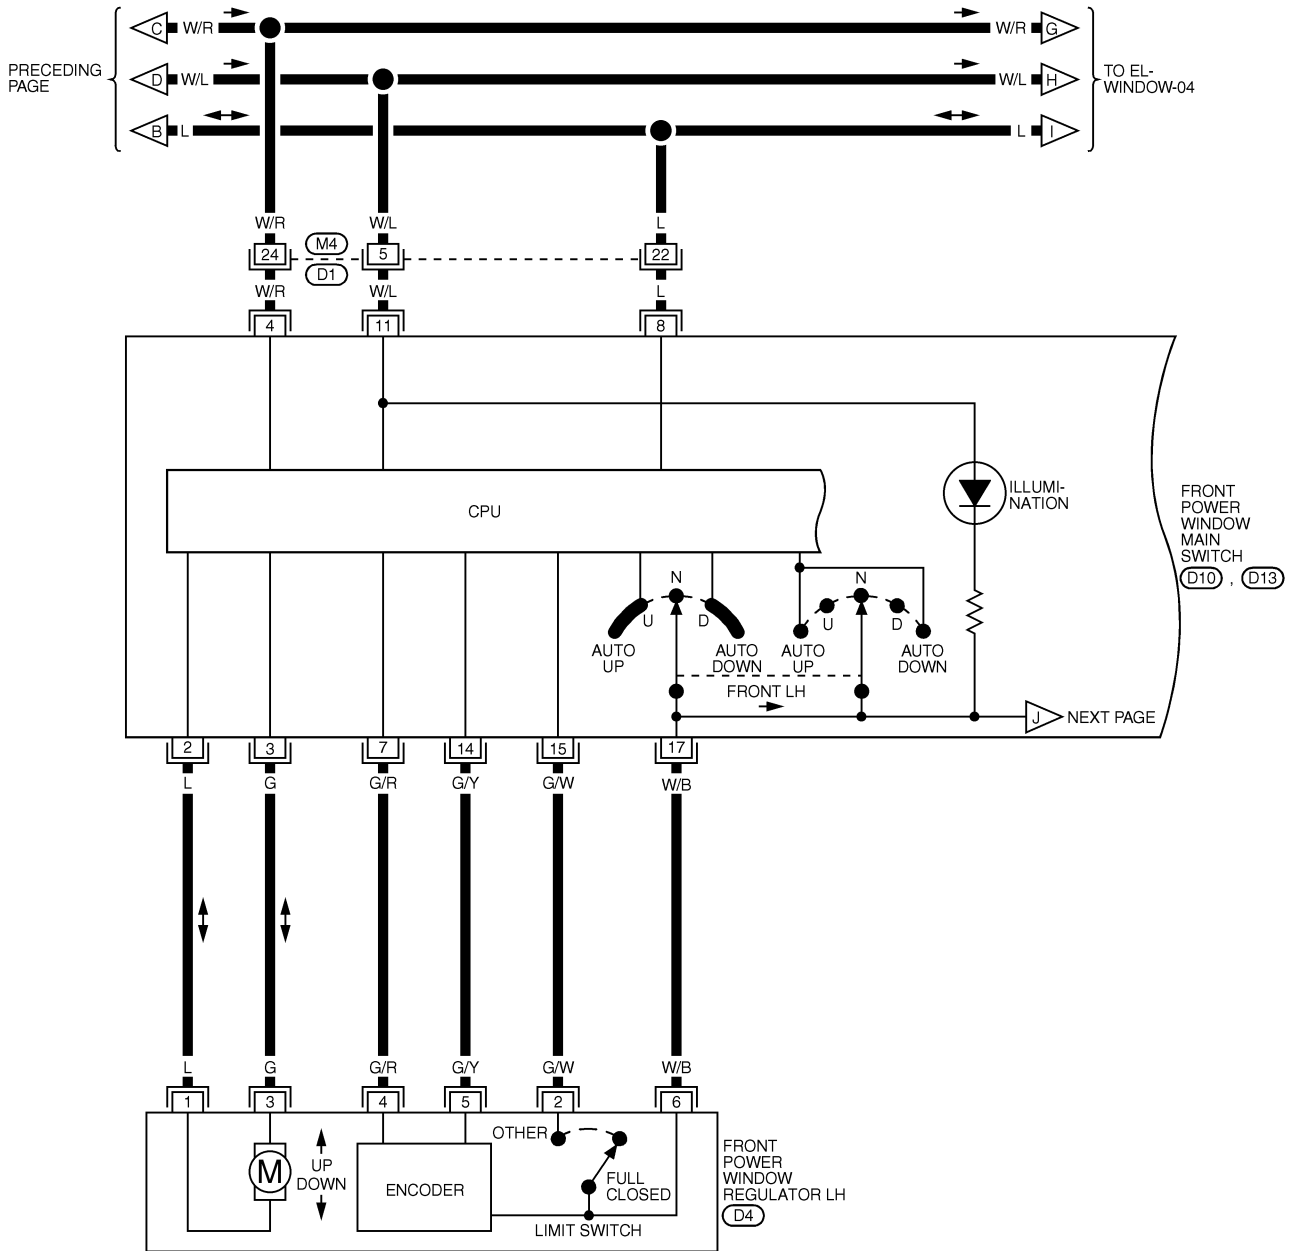 PRECEDING
PAGE
C W/R W/R G
D W/L W/L H
B L L I
TO EL-
WINDOW-04
W/R W/L L
24 M4 5 22
D1
W/R W/L L
4 11 8
CPU
ILLUMI-
NATION
FRONT
POWER
WINDOW
MAIN
SWITCH
D10 , D13
N N
U D U D
AUTO
UP
AUTO
DOWN
AUTO
UP
AUTO
DOWN
FRONT LH
J NEXT PAGE
2 3 7 14 15 17
L G G/R G/Y G/W W/B
L G G/R G/Y G/W W/B
1 3 4 5 2 6
OTHER
M
UP
DOWN
ENCODER
FULL
CLOSED
LIMIT SWITCH
FRONT
POWER
WINDOW
REGULATOR LH
D4